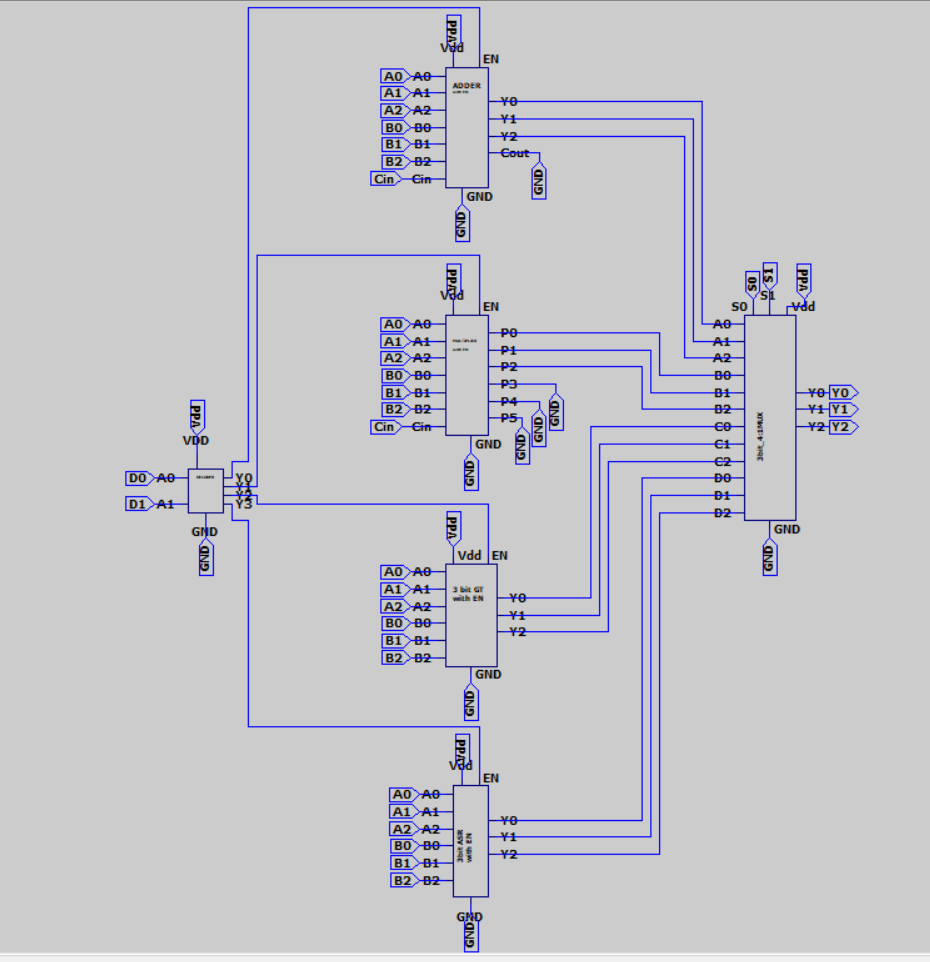 Vdd
Vdd
EN
ADDER
with EN
A0 A0
A1 A1
A2 A2
B0 B0
B1 B1
B2 B2
Cin Cin
Y0
Y1
Y2
Cout
GND
GND
GND
Vdd
Vdd
EN
with EN
A0 A0
A1 A1
A2 A2
B0 B0
B1 B1
B2 B2
Cin Cin
P0
P1
P2
P3
P4
P5
GND
GND
GND
GND
GND
S0
S1
Vdd
S0
S1
Vdd
A0
A1
A2
B0
B1
B2
C0
C1
C2
D0
D1
D2
3bit_4:1MUX
Y0 Y0
Y1 Y1
Y2 Y2
GND
GND
Vdd
VDD
D0 A0
D1 A1
Y0
Y1
Y2
Y3
GND
GND
Vdd
Vdd
EN
3 bit GT
with EN
A0 A0
A1 A1
A2 A2
B0 B0
B1 B1
B2 B2
Y0
Y1
Y2
GND
GND
Vdd
Vdd
EN
3bit ASR
with EN
A0 A0
A1 A1
A2 A2
B0 B0
B1 B1
B2 B2
Y0
Y1
Y2
GND
GND